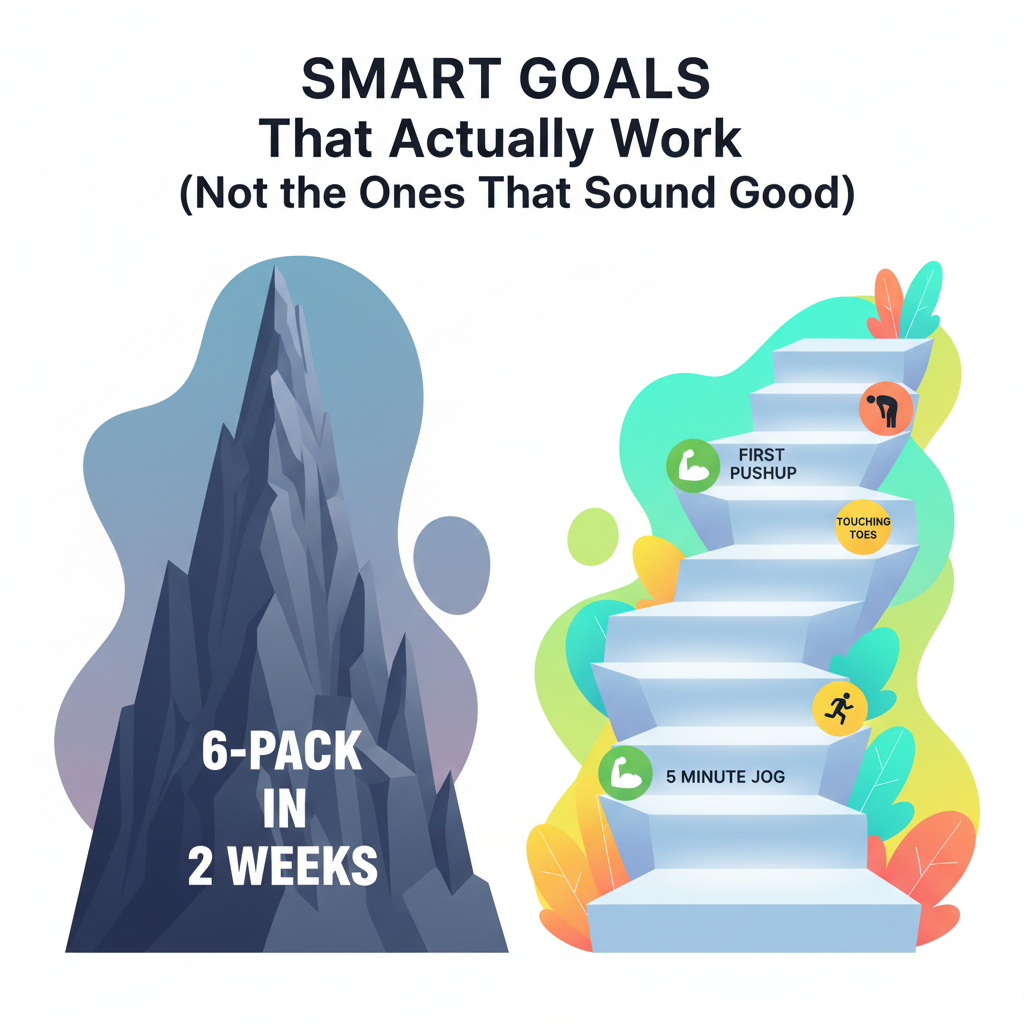 SMART GOALS
That Actually Work
(Not the Ones That Sound Good)
6-PACK
IN
2 WEEKS
FIRST
PUSHUP
TOUCHING
TOES
5 MINUTE JOG